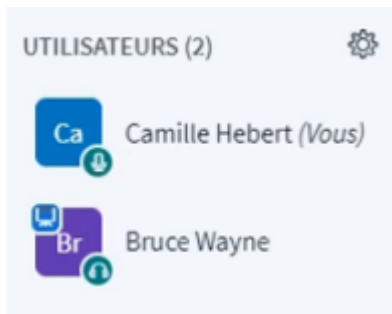 UTILISATEURS (2)
Ca
Camille Hebert (Vous)
Br
Bruce Wayne